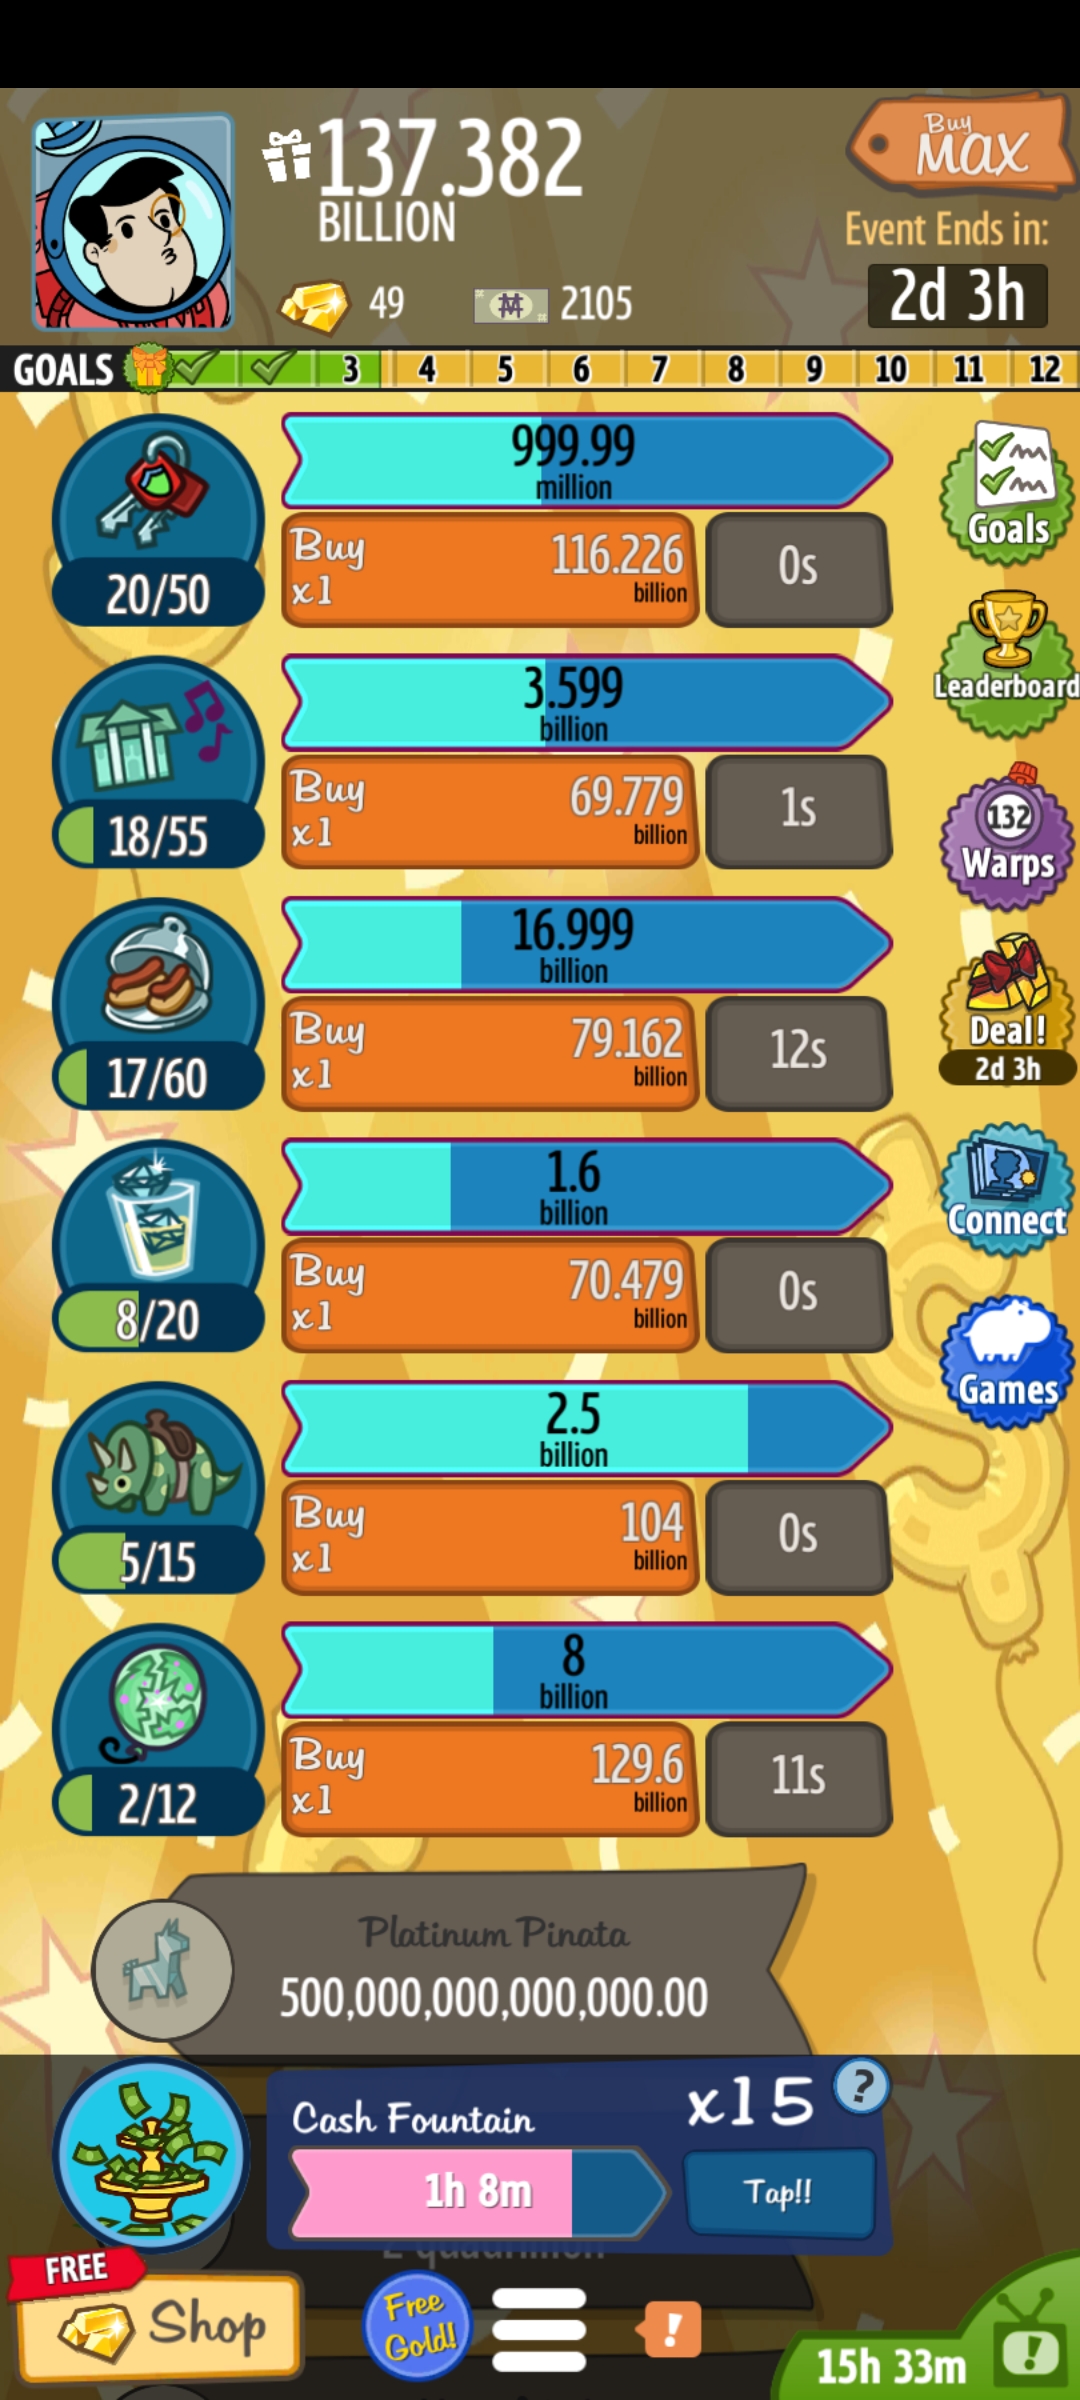 137.382
BILLION
Buy
MAX
Event Ends in:
2d 3h
49
2105
GOALS 3 4 5 6 7 8 9 10 11 12
999.99
million
Buy
x1
116.226
billion
0s
20/50
3.599
billion
Buy
x1
69.779
billion
1s
18/55
16.999
billion
Buy
x1
79.162
billion
12s
17/60
1.6
billion
Buy
x1
70.479
billion
0s
8/20
2.5
billion
Buy
x1
104
billion
0s
5/15
8
billion
Buy
x1
129.6
billion
11s
2/12
Goals
Leaderboard
132
Warps
Deal!
2d 3h
Connect
Games
Platinum Pinata
500,000,000,000,000.00
Cash Fountain
x15
?
1h 8m
Tap!!
2 quadrillion
FREE
Shop
Free
Gold!
!
15h 33m
!